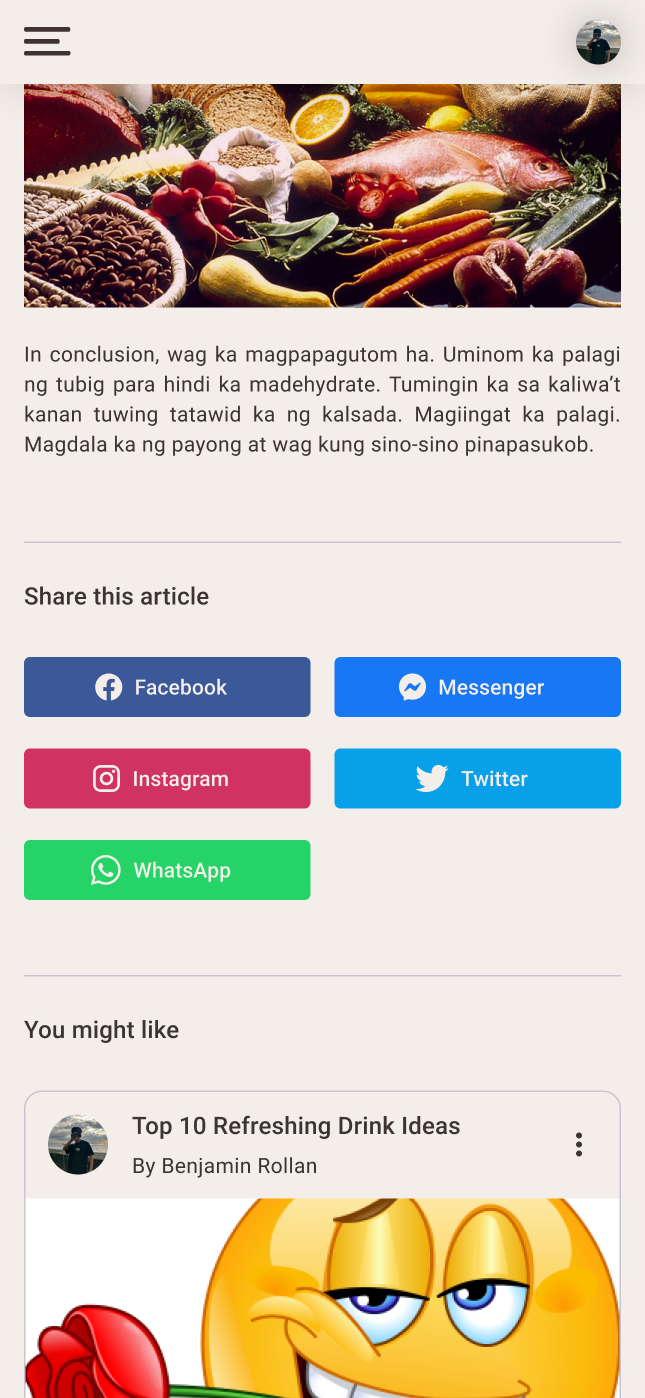 In conclusion, wag ka magpapagutom ha. Uminom ka palagi
ng tubig para hindi ka madehydrate. Tumingin ka sa kaliwa’t
kanan tuwing tatawid ka ng kalsada. Magiingat ka palagi.
Magdala ka ng payong at wag kung sino-sino pinapasukob.
Share this article
Facebook
Messenger
Instagram
Twitter
WhatsApp
You might like
Top 10 Refreshing Drink Ideas
By Benjamin Rollan